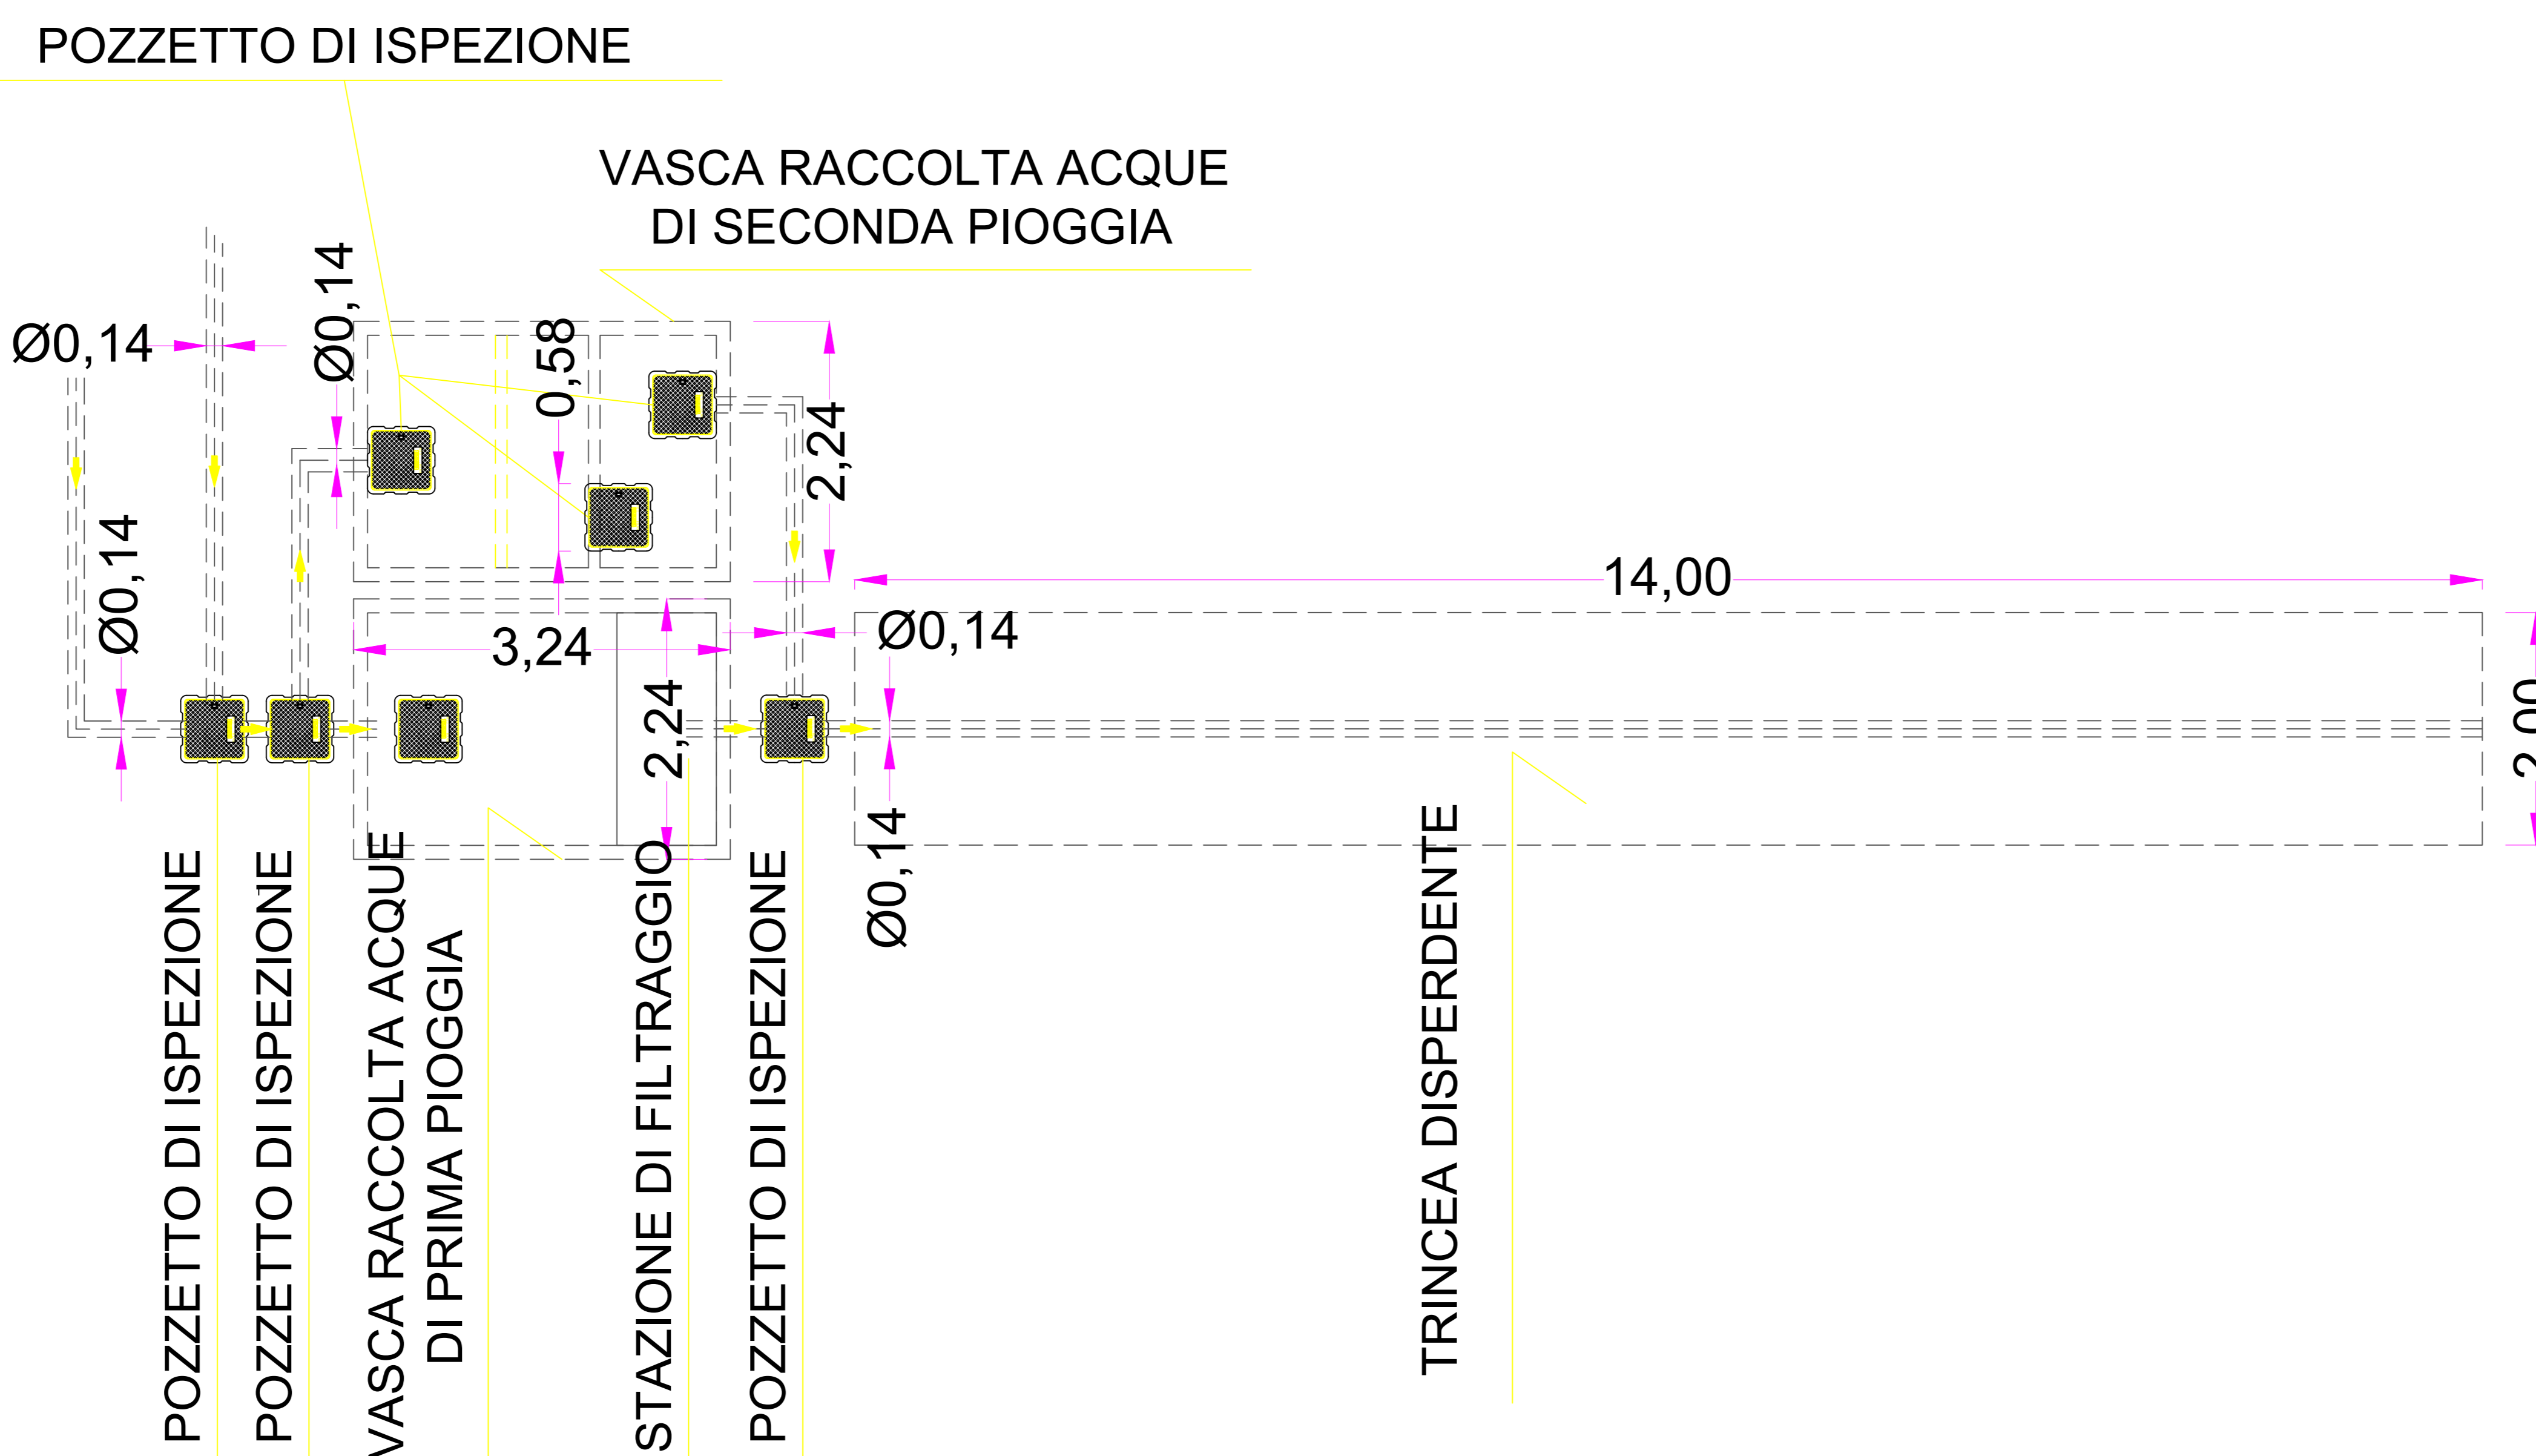 POZZETTO DI ISPEZIONE
VASCA RACCOLTA ACQUE
DI SECONDA PIOGGIA
Ø0,14
Ø0,14
0,58
2,24
Ø0,14
14,00
Ø0,14
3,24
2,24
2,00
Ø0,14
POZZETTO DI ISPEZIONE
POZZETTO DI ISPEZIONE
VASCA RACCOLTA ACQUE
DI PRIMA PIOGGIA
STAZIONE DI FILTRAGGIO
POZZETTO DI ISPEZIONE
TRINCEA DISPERDENTE